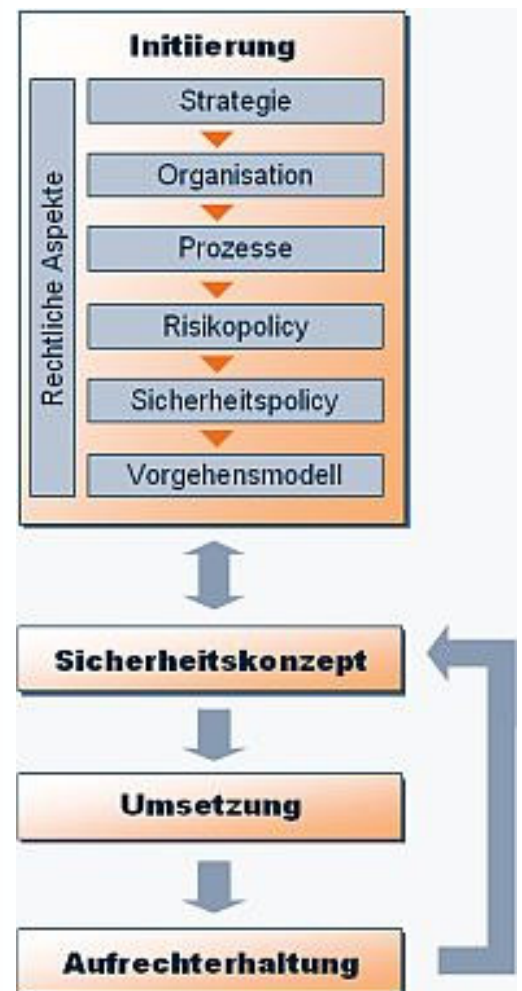 Initiierung
Rechtliche Aspekte
Strategie
Organisation
Prozesse
Risikopolicy
Sicherheitspolicy
Vorgehensmodell
Sicherheitskonzept
Umsetzung
Aufrechterhaltung